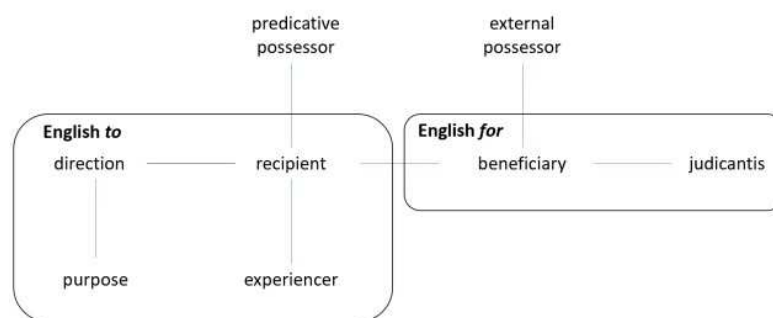 predicative
possessor
external
possessor
English to
English for
direction
recipient
beneficiary
judicantis
purpose
experiencer